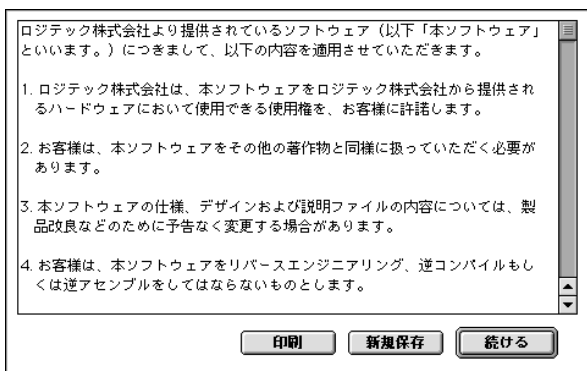 ロジテック株式会社より提供されているソフトウェア（以下「本ソフトウェア」
といいます。）につきまして、以下の内容を適用させていただきます。
1. ロジテック株式会社は、本ソフトウェアをロジテック株式会社から提供され
るハードウェアにおいて使用できる使用権を、お客様に許諾します。
2. お客様は、本ソフトウェアをその他の著作物と同様に扱っていただく必要が
あります。
3. 本ソフトウェアの仕様、デザインおよび説明ファイルの内容については、製
品改良などのために予告なく変更する場合があります。
4. お客様は、本ソフトウェアをリバースエンジニアリング、逆コンパイルもし
くは逆アセンブルをしてはならないものとします。
印刷 新規保存 続ける